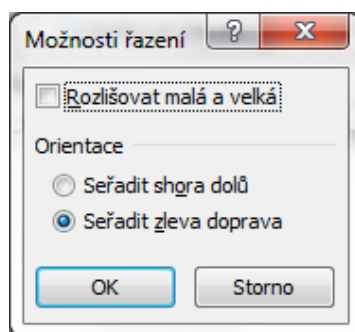 Možnosti řazení
Rozlišovat malá a velká
Orientace
Seřadit shora dolů
Seřadit zleva doprava
OK Storno